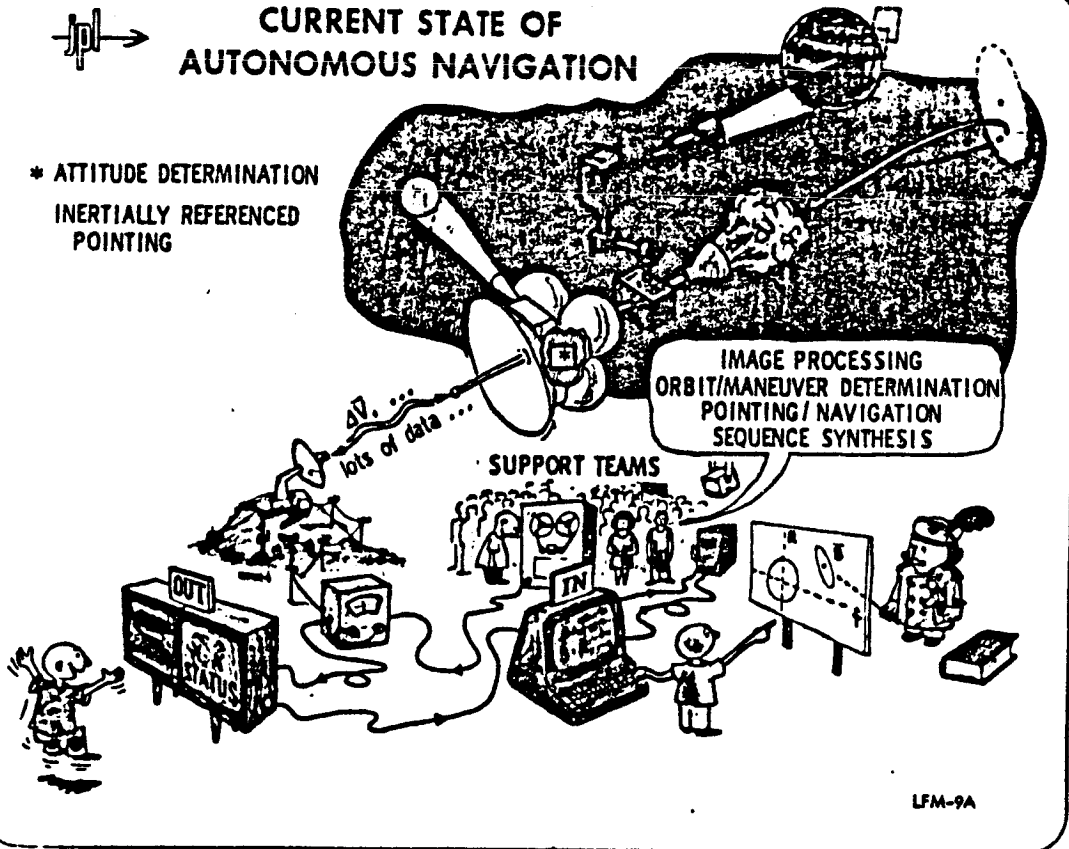 jpl
CURRENT STATE OF
AUTONOMOUS NAVIGATION
* ATTITUDE DETERMINATION
INERTIALLY REFERENCED
POINTING
*
IMAGE PROCESSING
ORBIT/MANEUVER DETERMINATION
POINTING/NAVIGATION
SEQUENCE SYNTHESIS
ΔV, ...
lots of data ...
SUPPORT TEAMS
OUT
IN
STATUS
LFM-9A